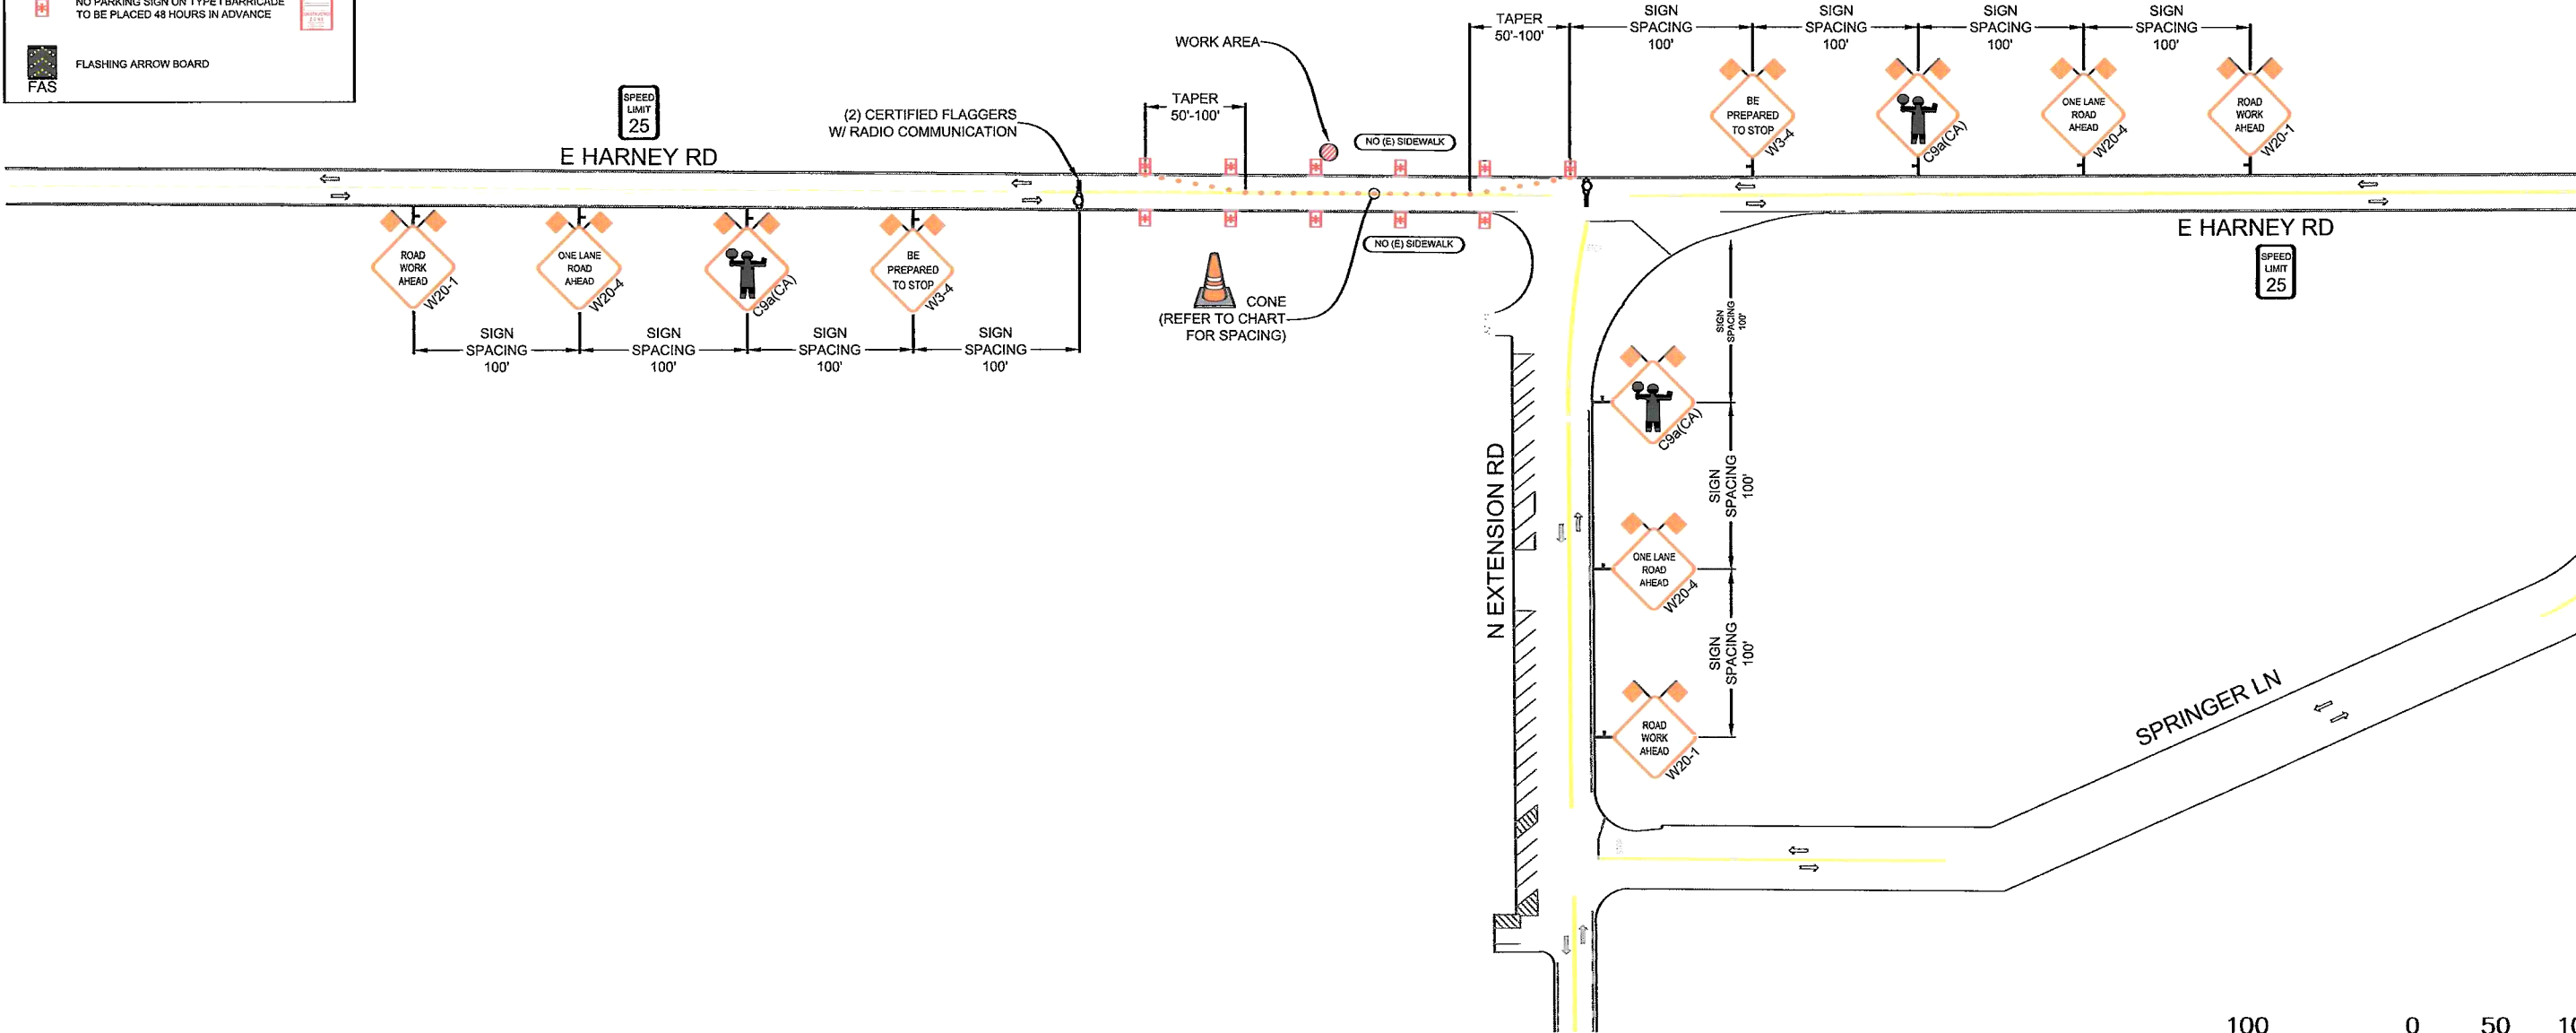 NO PARKING SIGN ON TYPE I BARRICADE
TO BE PLACED 48 HOURS IN ADVANCE
FLASHING ARROW BOARD
FAS
SPEED
LIMIT
25
E HARNEY RD
(2) CERTIFIED FLAGGERS
W/ RADIO COMMUNICATION
WORK AREA
TAPER
50'-100'
NO (E) SIDEWALK
TAPER
50'-100'
SIGN
SPACING
100'
SIGN
SPACING
100'
SIGN
SPACING
100'
SIGN
SPACING
100'
BE
PREPARED
TO STOP
W3-4
C9a(CA)
ONE LANE
ROAD
AHEAD
W20-4
ROAD
WORK
AHEAD
W20-1
ROAD
WORK
AHEAD
W20-1
ONE LANE
ROAD
AHEAD
W20-4
C9a(CA)
BE
PREPARED
TO STOP
W3-4
SIGN
SPACING
100'
SIGN
SPACING
100'
SIGN
SPACING
100'
SIGN
SPACING
100'
NO (E) SIDEWALK
CONE
(REFER TO CHART
FOR SPACING)
E HARNEY RD
SPEED
LIMIT
25
SIGN
SPACING
100'
C9a(CA)
SIGN
SPACING
100'
ONE LANE
ROAD
AHEAD
W20-4
SIGN
SPACING
100'
ROAD
WORK
AHEAD
W20-1
N EXTENSION RD
SPRINGER LN
100 0 50